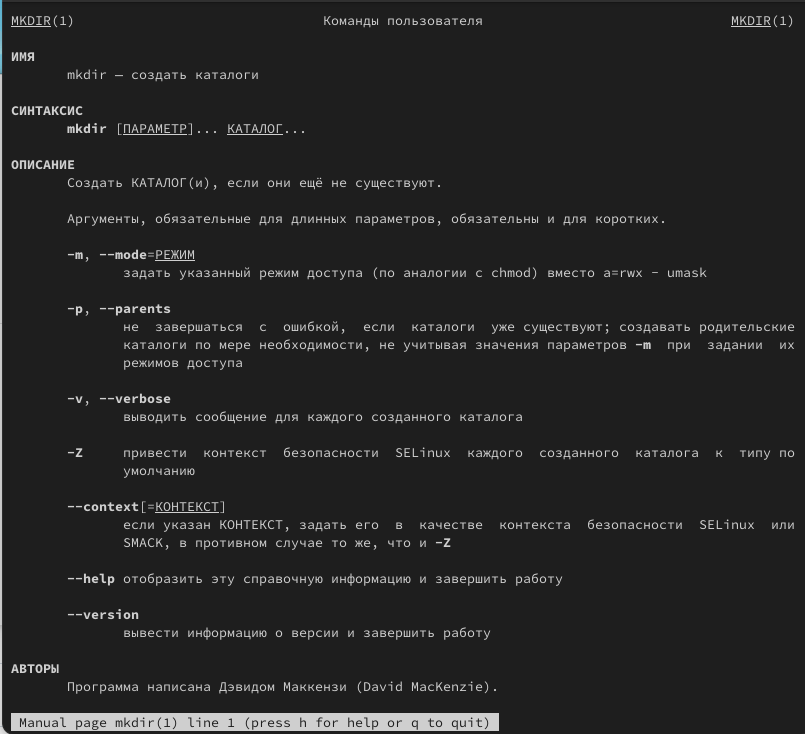 MKDIR(1) Команды пользователя MKDIR(1)
ИМЯ
mkdir – создать каталоги
СИНТАКСИС
mkdir [ПАРАМЕТР]... КАТАЛОГ...
ОПИСАНИЕ
Создать КАТАЛОГ(и), если они ещё не существуют.
Аргументы, обязательные для длинных параметров, обязательны и для коротких.
-m, --mode=РЕЖИМ
задать указанный режим доступа (по аналогии с chmod) вместо a=rwx - umask
-p, --parents
не завершаться с ошибкой, если каталоги уже существуют; создавать родительские
каталоги по мере необходимости, не учитывая значения параметров -m при задании их
режимов доступа
-v, --verbose
выводить сообщение для каждого созданного каталога
-Z привести контекст безопасности SELinux каждого созданного каталога к типу по
умолчанию
--context[=КОНТЕКСТ]
если указан КОНТЕКСТ, задать его в качестве контекста безопасности SELinux или
SMACK, в противном случае то же, что и -Z
--help отобразить эту справочную информацию и завершить работу
--version
вывести информацию о версии и завершить работу
АВТОРЫ
Программа написана Дэвидом Маккензи (David MacKenzie).
Manual page mkdir(1) line 1 (press h for help or q to quit)